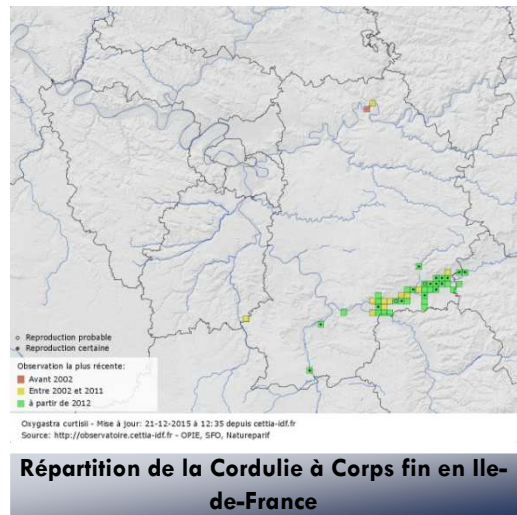 ○ Reproduction probable
● Reproduction certaine
Observation la plus récente:
Avant 2002
Entre 2002 et 2011
à partir de 2012
Oxygastra curtisii - Mise à jour: 21-12-2015 à 12:35 depuis cettia-idf.fr
Source: http://observatoire.cettia-idf.fr - OPIE, SFO, Natureparif
Répartition de la Cordulie à Corps fin en Ile-
de-France